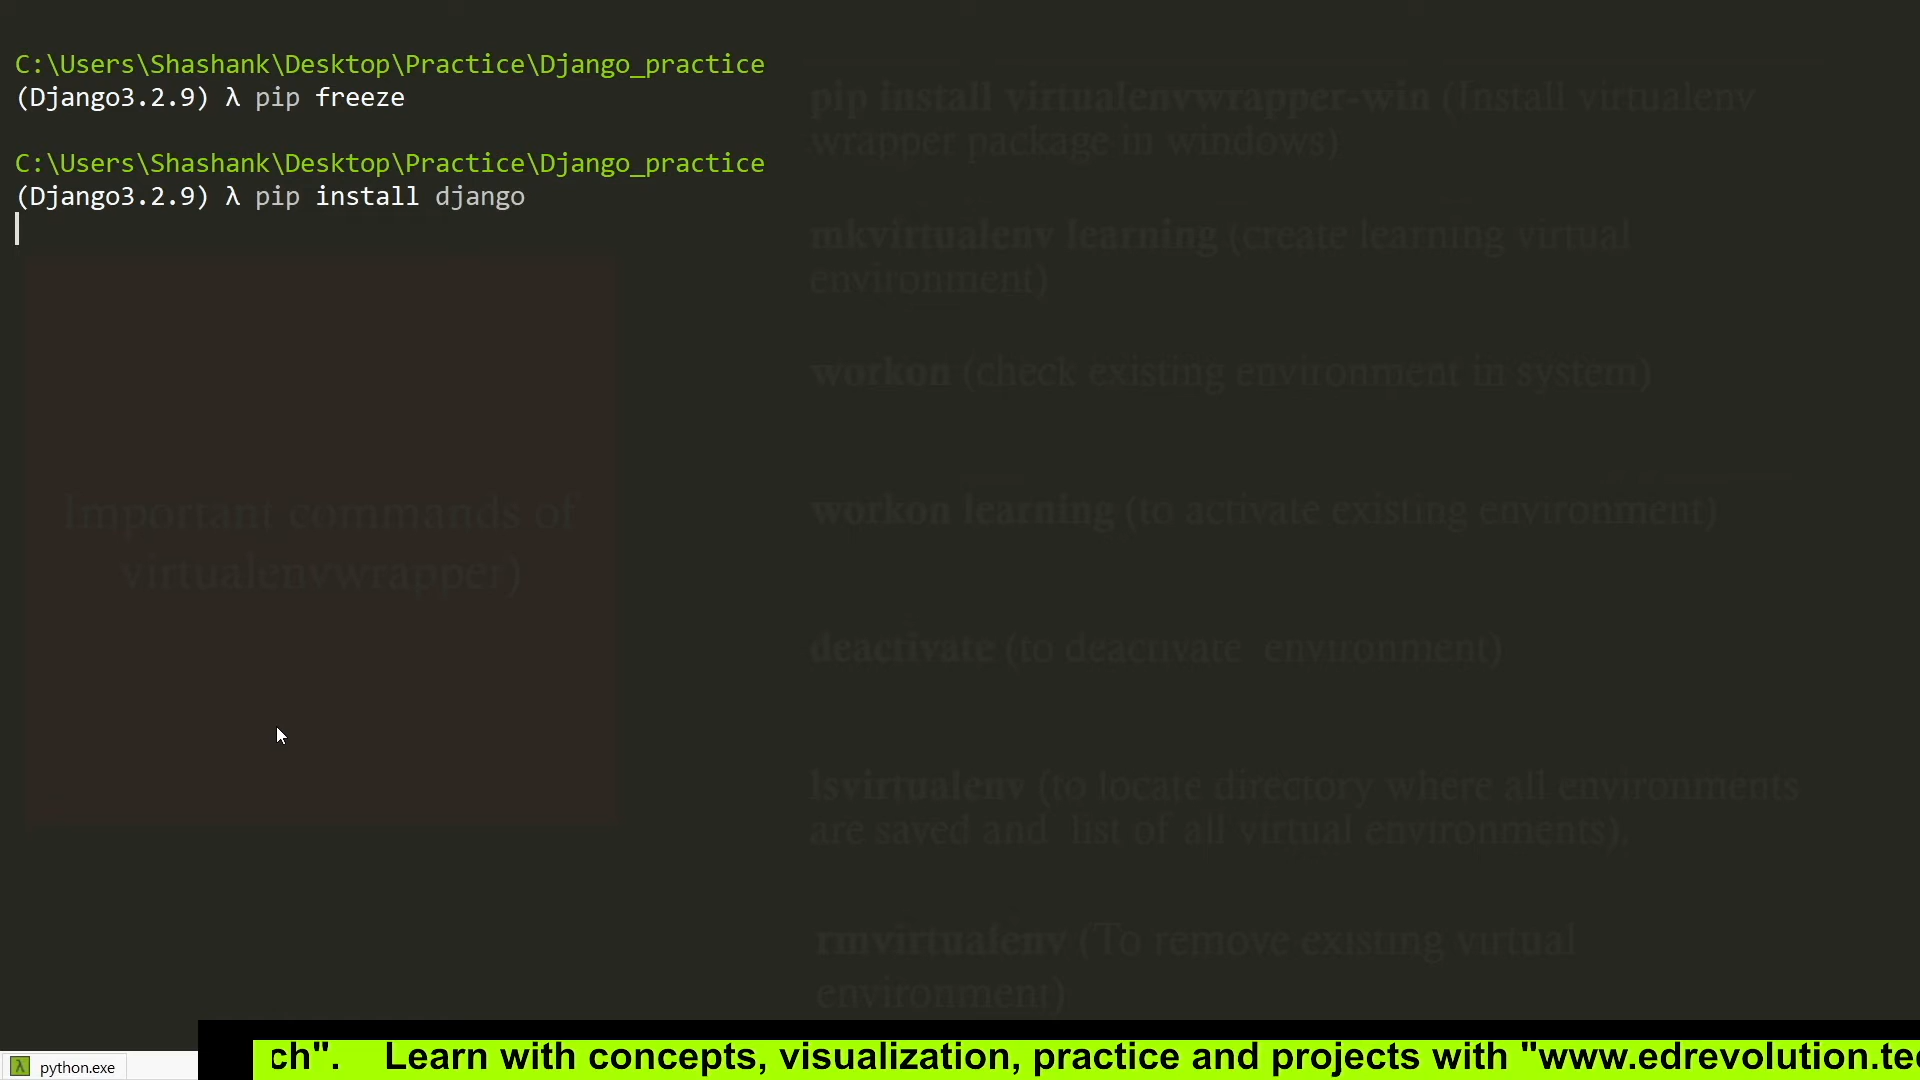 C:\Users\Shashank\Desktop\Practice\Django_practice
(Django3.2.9) λ pip freeze
C:\Users\Shashank\Desktop\Practice\Django_practice
(Django3.2.9) λ pip install django
Important commands of
virtualenvwrapper)
pip install virtualenvwrapper-win (Install virtualenv
wrapper package in windows)
mkvirtualenv learning (create learning virtual
environment)
workon (check existing environment in system)
workon learning (to activate existing environment)
deactivate (to deactivate environment)
lsvirtualenv (to locate directory where all environments
are saved and list of all virtual environments).
rmvirtualenv (To remove existing virtual
environment)
ch". Learn with concepts, visualization, practice and projects with "www.edrevolution.tec
λ python.exe